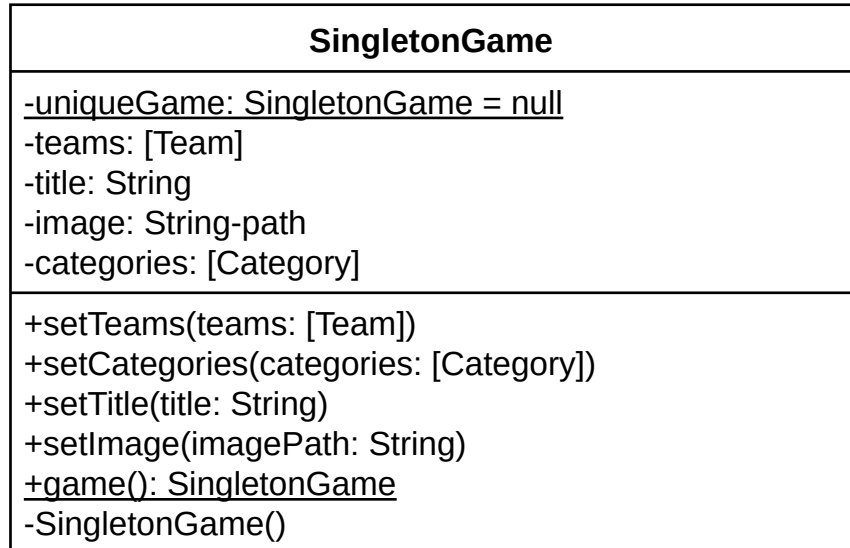 SingletonGame
-uniqueGame: SingletonGame = null
-teams: [Team]
-title: String
-image: String-path
-categories: [Category]
+setTeams(teams: [Team])
+setCategories(categories: [Category])
+setTitle(title: String)
+setImage(imagePath: String)
+game(): SingletonGame
-SingletonGame()